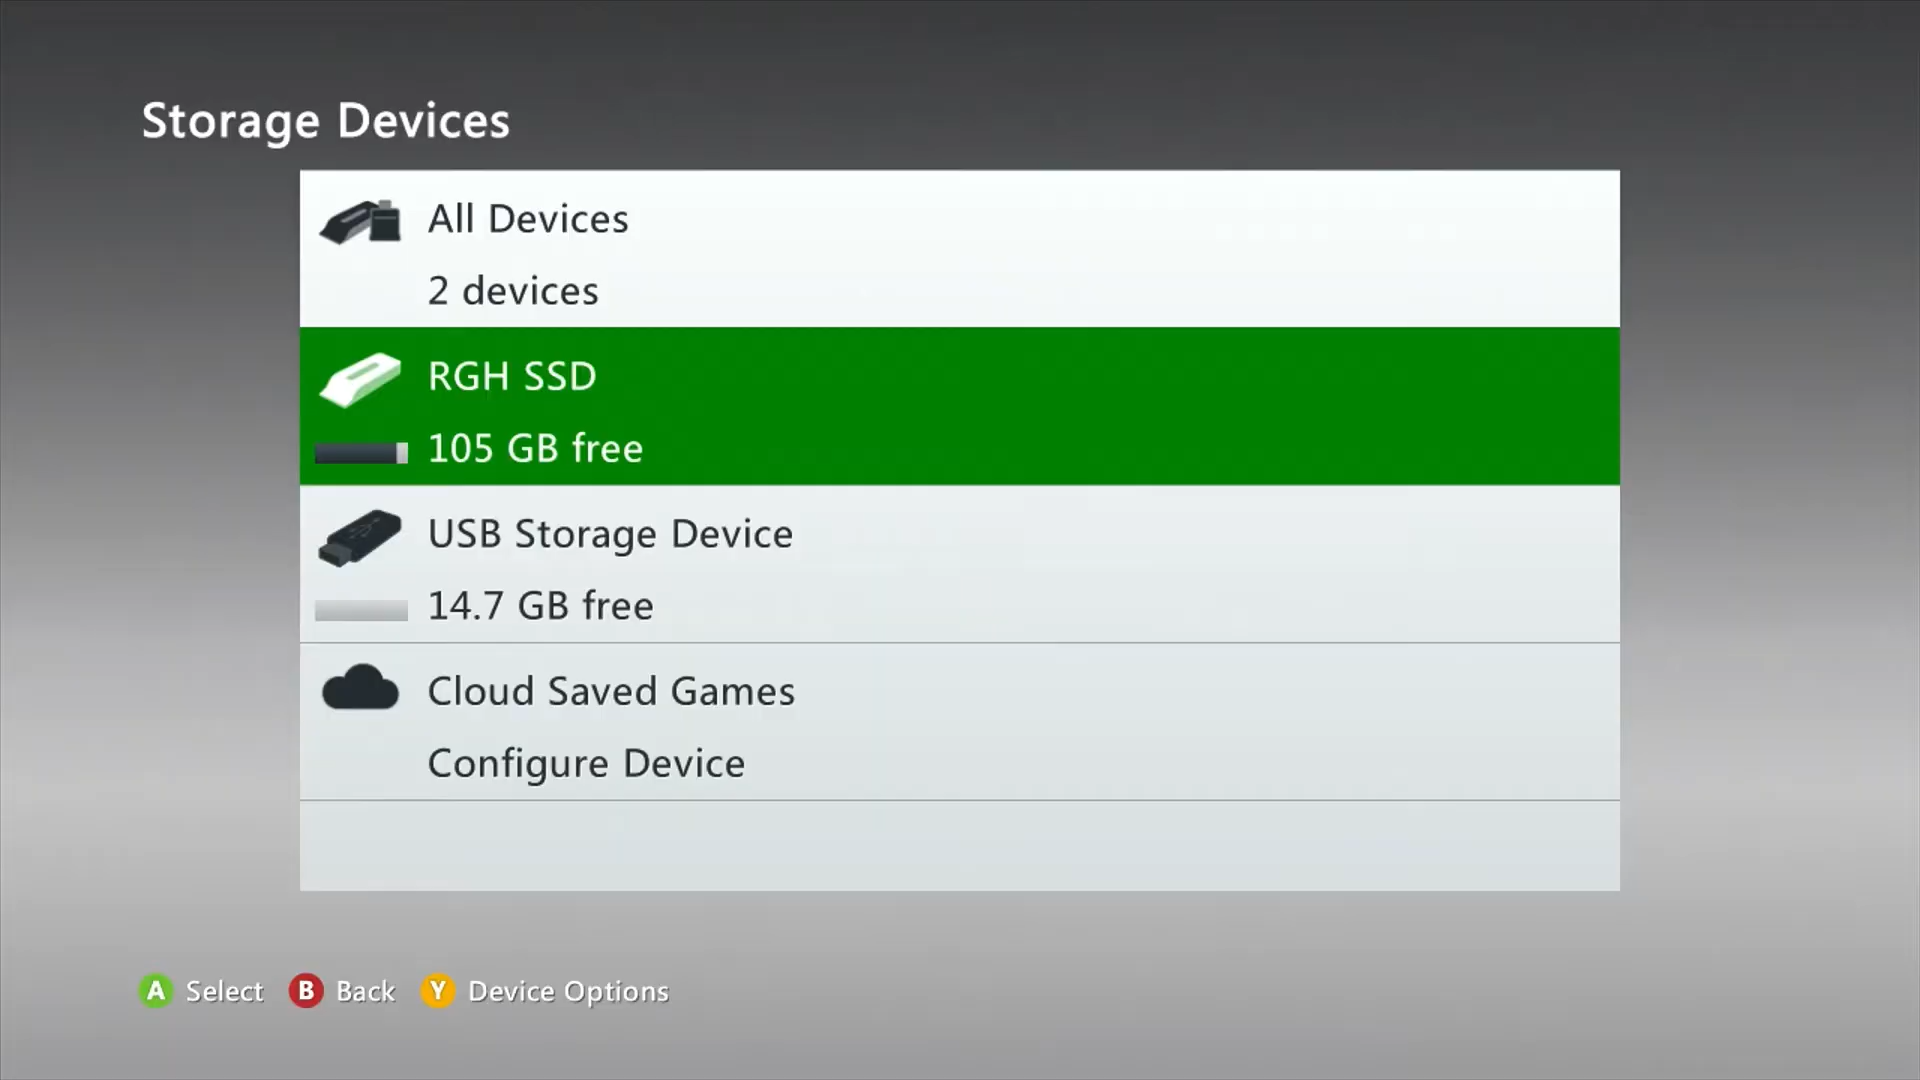 Storage Devices
All Devices
2 devices
RGH SSD
105 GB free
USB Storage Device
14.7 GB free
Cloud Saved Games
Configure Device
A Select B Back Y Device Options